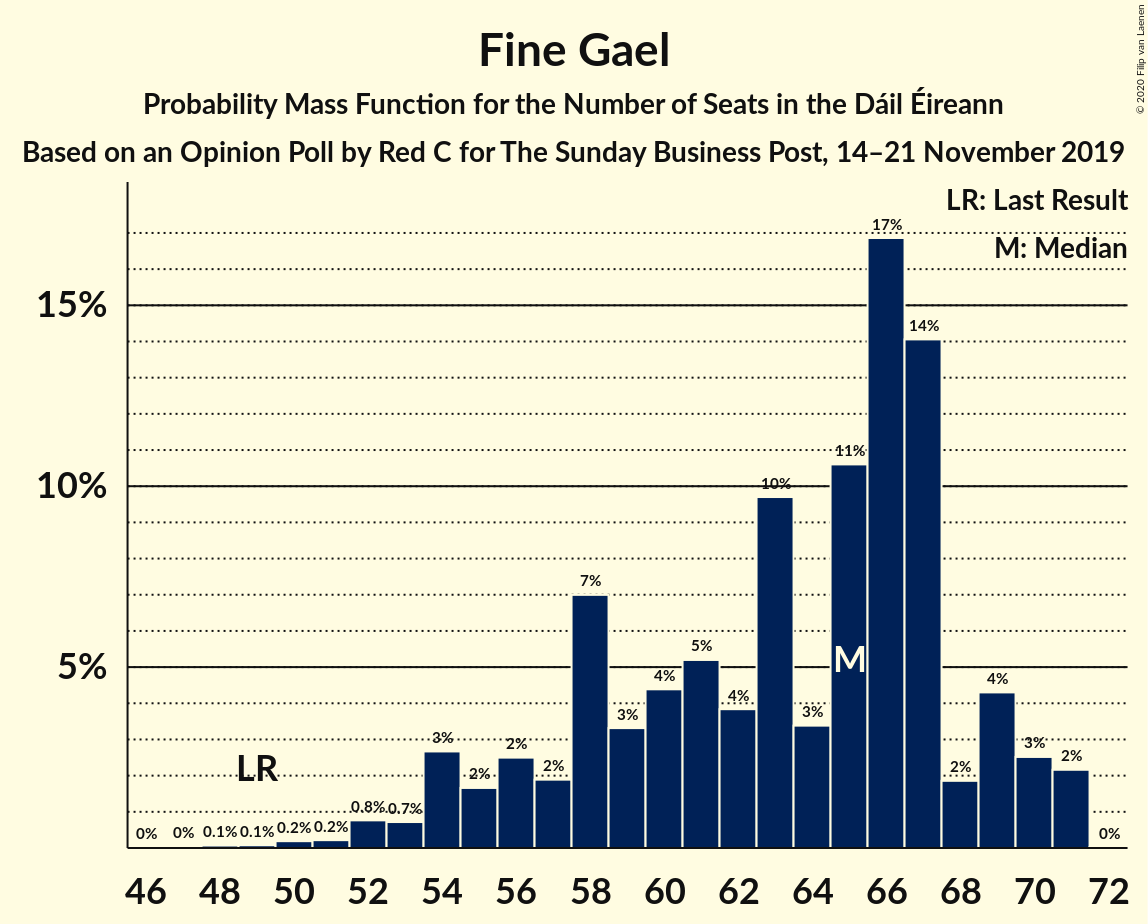 Fine Gael
Probability Mass Function for the Number of Seats in the Dáil Éireann
Based on an Opinion Poll by Red C for The Sunday Business Post, 14–21 November 2019
© 2020 Filip van Laenen
LR: Last Result
M: Median
15%
10%
5%
0% 0% 0.1% 0.1% 0.2% 0.2% 0.8% 0.7% 3% 2% 2% 2% 7% 3% 4% 5% 4% 10% 3% 11% 17% 14% 2% 4% 3% 2% 0%
LR
M
46 48 50 52 54 56 58 60 62 64 66 68 70 72